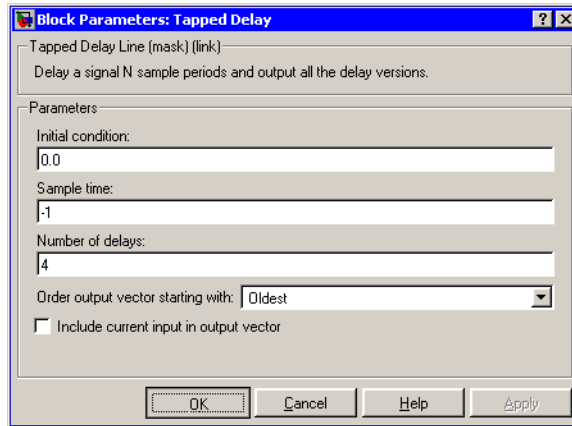 Block Parameters: Tapped Delay
Tapped Delay Line (mask) (link)
Delay a signal N sample periods and output all the delay versions.
Parameters
Initial condition:
0.0
Sample time:
-1
Number of delays:
4
Order output vector starting with: Oldest
Include current input in output vector
OK Cancel Help Apply